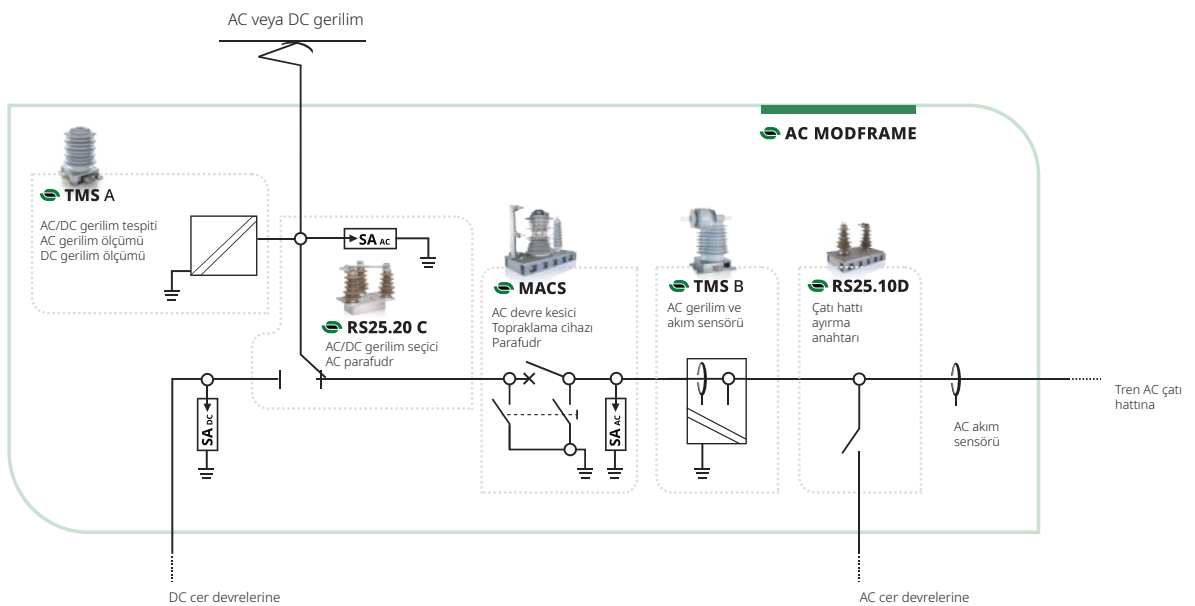 AC veya DC gerilim
AC MODFRAME
TMS A
AC/DC gerilim tespiti
AC gerilim ölçümü
DC gerilim ölçümü
SA AC
RS25.20 C
AC/DC gerilim seçici
AC parafudr
SA DC
MACS
AC devre kesici
Topraklama cihazı
Parafudr
SA AC
TMS B
AC gerilim ve
akım sensörü
RS25.10D
Çatı hattı
ayırma
anahtarı
AC akım
sensörü
Tren AC çatı
hattına
DC cer devrelerine
AC cer devrelerine